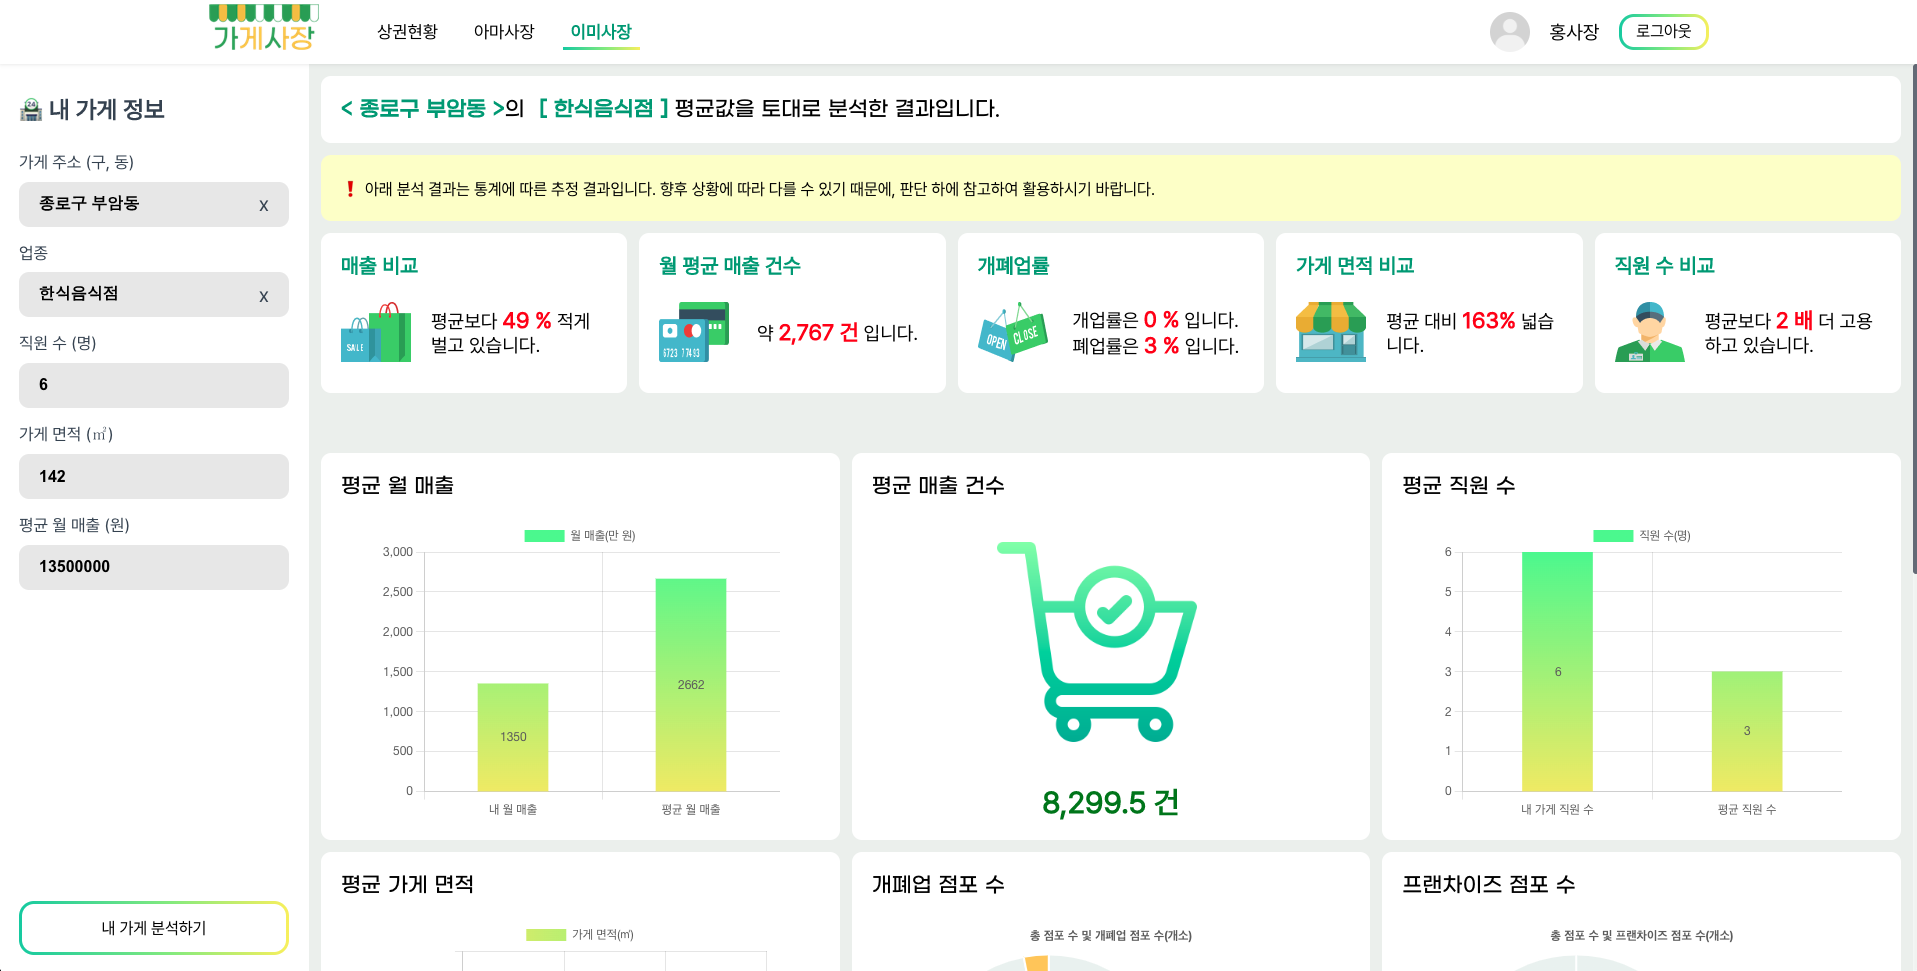 가게사장
상권현황
아마사장
이미사장
홍사장
로그아웃
24
내 가게 정보
가게 주소 (구, 동)
종로구 부암동
X
업종
한식음식점
X
직원 수 (명)
6
가게 면적 (㎡)
142
평균 월 매출 (원)
13500000
내 가게 분석하기
< 종로구 부암동 >의 [ 한식음식점 ] 평균값을 토대로 분석한 결과입니다.
❗ 아래 분석 결과는 통계에 따른 추정 결과입니다. 향후 상황에 따라 다를 수 있기 때문에, 판단 하에 참고하여 활용하시기 바랍니다.
매출 비교
SALE
평균보다 49 % 적게
벌고 있습니다.
월 평균 매출 건수
6723 77493
약 2,767 건 입니다.
개폐업률
OPEN
CLOSE
개업률은 0 % 입니다.
폐업률은 3 % 입니다.
가게 면적 비교
평균 대비 163% 넓습
니다.
직원 수 비교
평균보다 2 배 더 고용
하고 있습니다.
평균 월 매출
월 매출(만 원)
3,000
2,500
2,000
1,500
1,000
500
0
1350
2662
내 월 매출
평균 월 매출
평균 매출 건수
8,299.5 건
평균 직원 수
직원 수(명)
6
5
4
3
2
1
0
6
3
내 가게 직원 수
평균 직원 수
평균 가게 면적
가게 면적(㎡)
개폐업 점포 수
총 점포 수 및 개폐업 점포 수(개소)
프랜차이즈 점포 수
총 점포 수 및 프랜차이즈 점포 수(개소)